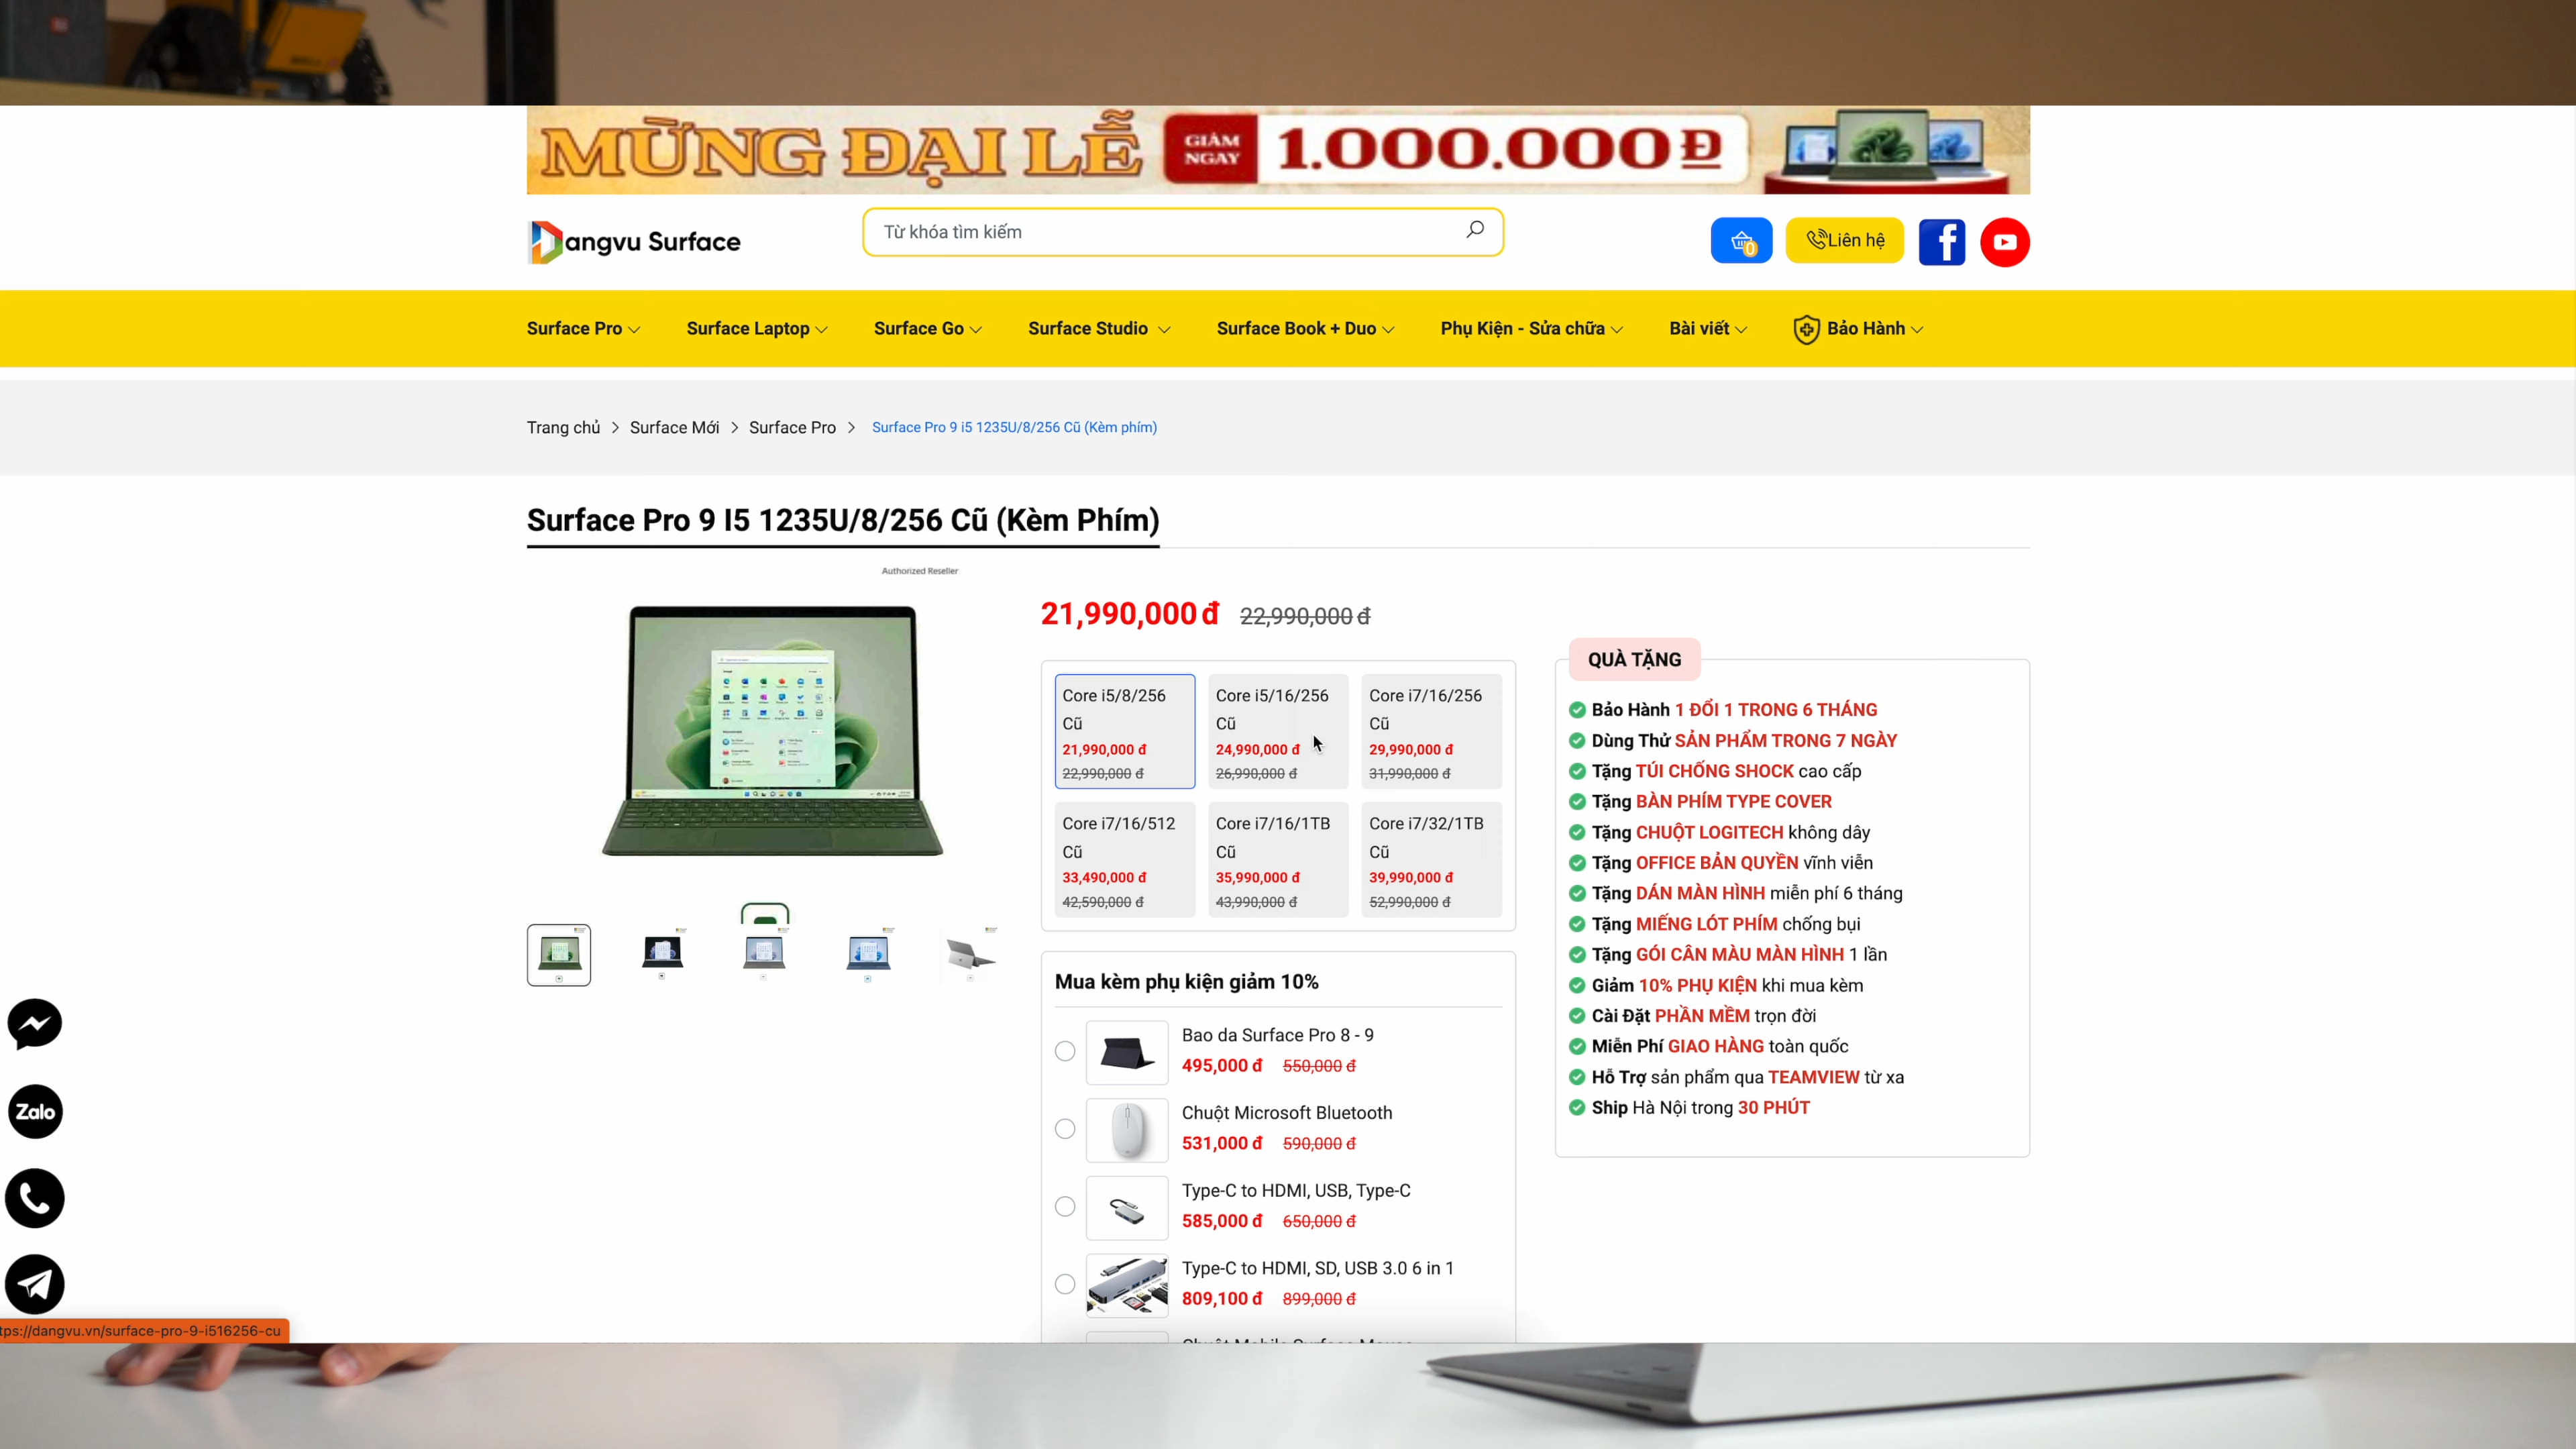 MỪNG ĐẠI LỄ GIẢM NGAY 1.000.000Đ
Dangvu Surface
Từ khóa tìm kiếm
0
Liên hệ
Surface Pro
Surface Laptop
Surface Go
Surface Studio
Surface Book + Duo
Phụ Kiện - Sửa chữa
Bài viết
Bảo Hành
Trang chủ > Surface Mới > Surface Pro > Surface Pro 9 i5 1235U/8/256 Cũ (Kèm phím)
Surface Pro 9 I5 1235U/8/256 Cũ (Kèm Phím)
Authorized Reseller
21,990,000 đ 22,990,000 đ
Core i5/8/256
Cũ
21,990,000 đ
22,990,000 đ
Core i5/16/256
Cũ
24,990,000 đ
26,990,000 đ
Core i7/16/256
Cũ
29,990,000 đ
31,990,000 đ
Core i7/16/512
Cũ
33,490,000 đ
42,590,000 đ
Core i7/16/1TB
Cũ
35,990,000 đ
43,990,000 đ
Core i7/32/1TB
Cũ
39,990,000 đ
52,990,000 đ
Mua kèm phụ kiện giảm 10%
Bao da Surface Pro 8 - 9
495,000 đ 550,000 đ
Chuột Microsoft Bluetooth
531,000 đ 590,000 đ
Type-C to HDMI, USB, Type-C
585,000 đ 650,000 đ
Type-C to HDMI, SD, USB 3.0 6 in 1
809,100 đ 899,000 đ
QUÀ TẶNG
Bảo Hành 1 ĐỔI 1 TRONG 6 THÁNG
Dùng Thử SẢN PHẨM TRONG 7 NGÀY
Tặng TÚI CHỐNG SHOCK cao cấp
Tặng BÀN PHÍM TYPE COVER
Tặng CHUỘT LOGITECH không dây
Tặng OFFICE BẢN QUYỀN vĩnh viễn
Tặng DÁN MÀN HÌNH miễn phí 6 tháng
Tặng MIẾNG LÓT PHÍM chống bụi
Tặng GÓI CÂN MÀU MÀN HÌNH 1 lần
Giảm 10% PHỤ KIỆN khi mua kèm
Cài Đặt PHẦN MỀM trọn đời
Miễn Phí GIAO HÀNG toàn quốc
Hỗ Trợ sản phẩm qua TEAMVIEW từ xa
Ship Hà Nội trong 30 PHÚT
Zalo
tps://dangvu.vn/surface-pro-9-i516256-cu